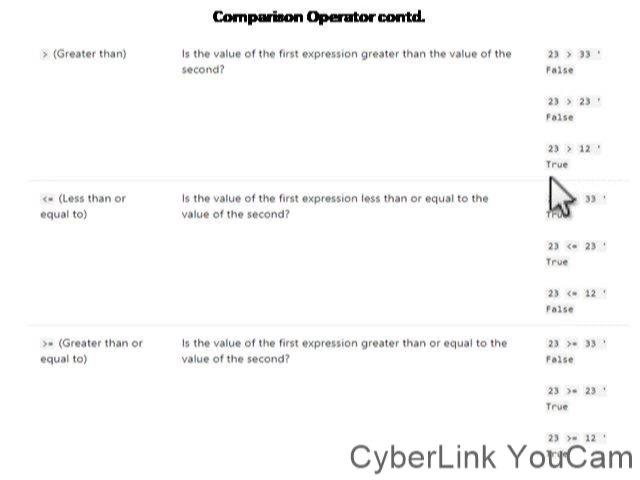 Comparison Operator contd.
> (Greater than)
Is the value of the first expression greater than the value of the
second?
23 > 33 '
False
23 > 23 '
False
23 > 12 '
True
<= (Less than or
equal to)
Is the value of the first expression less than or equal to the
value of the second?
33 '
True
23 <= 23 '
True
23 <= 12 '
False
>= (Greater than or
equal to)
Is the value of the first expression greater than or equal to the
value of the second?
23 >= 33 '
False
23 >= 23 '
True
23 >= 12 '
CyberLink YouCam